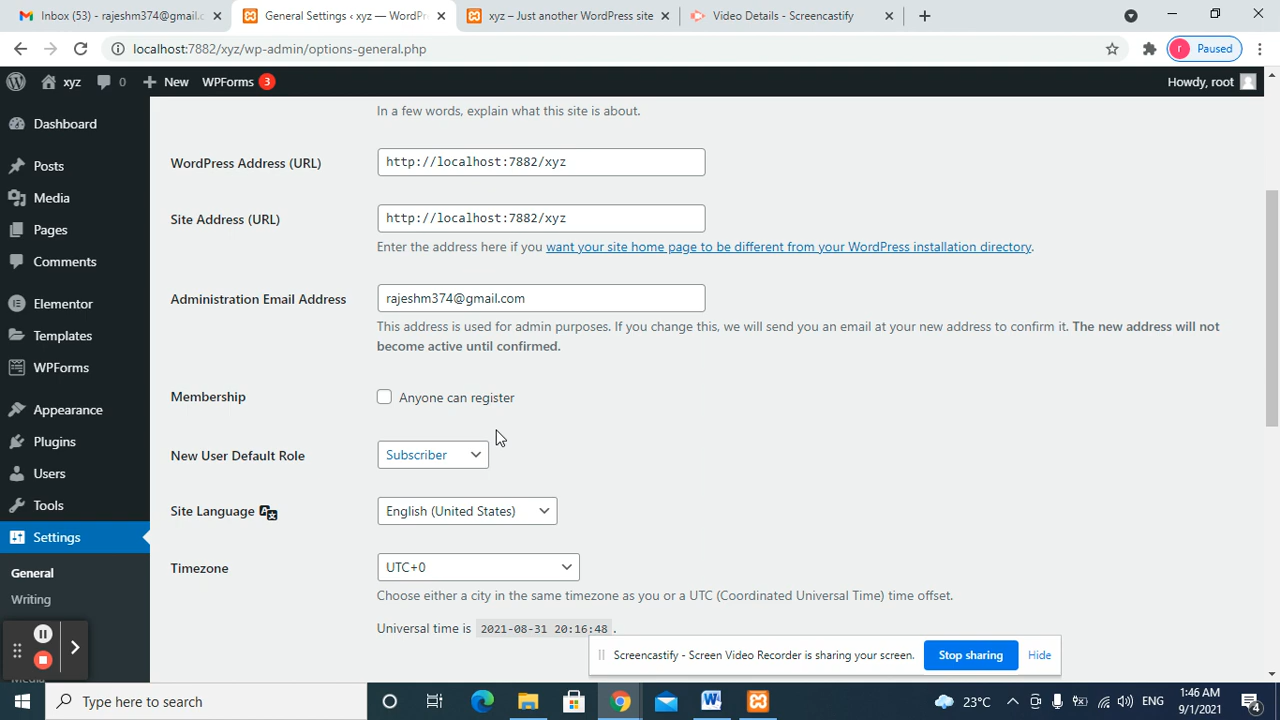 Inbox (53) - rajeshm374@gmail.c
General Settings ‹ xyz — WordPr
xyz – Just another WordPress site
Video Details - Screencastify
localhost:7882/xyz/wp-admin/options-general.php
r Paused
xyz 0 New WPForms 3 Howdy, root
In a few words, explain what this site is about.
Dashboard
Posts
Media
Pages
Comments
Elementor
Templates
WPForms
Appearance
Plugins
Users
Tools
Settings
General
Writing
WordPress Address (URL) http://localhost:7882/xyz
Site Address (URL) http://localhost:7882/xyz
Enter the address here if you want your site home page to be different from your WordPress installation directory.
Administration Email Address rajeshm374@gmail.com
This address is used for admin purposes. If you change this, we will send you an email at your new address to confirm it. The new address will not
become active until confirmed.
Membership Anyone can register
New User Default Role Subscriber
Site Language English (United States)
Timezone UTC+0
Choose either a city in the same timezone as you or a UTC (Coordinated Universal Time) time offset.
Universal time is 2021-08-31 20:16:48 .
Screencastify - Screen Video Recorder is sharing your screen. Stop sharing Hide
Type here to search
23°C ENG 1:46 AM
9/1/2021
4